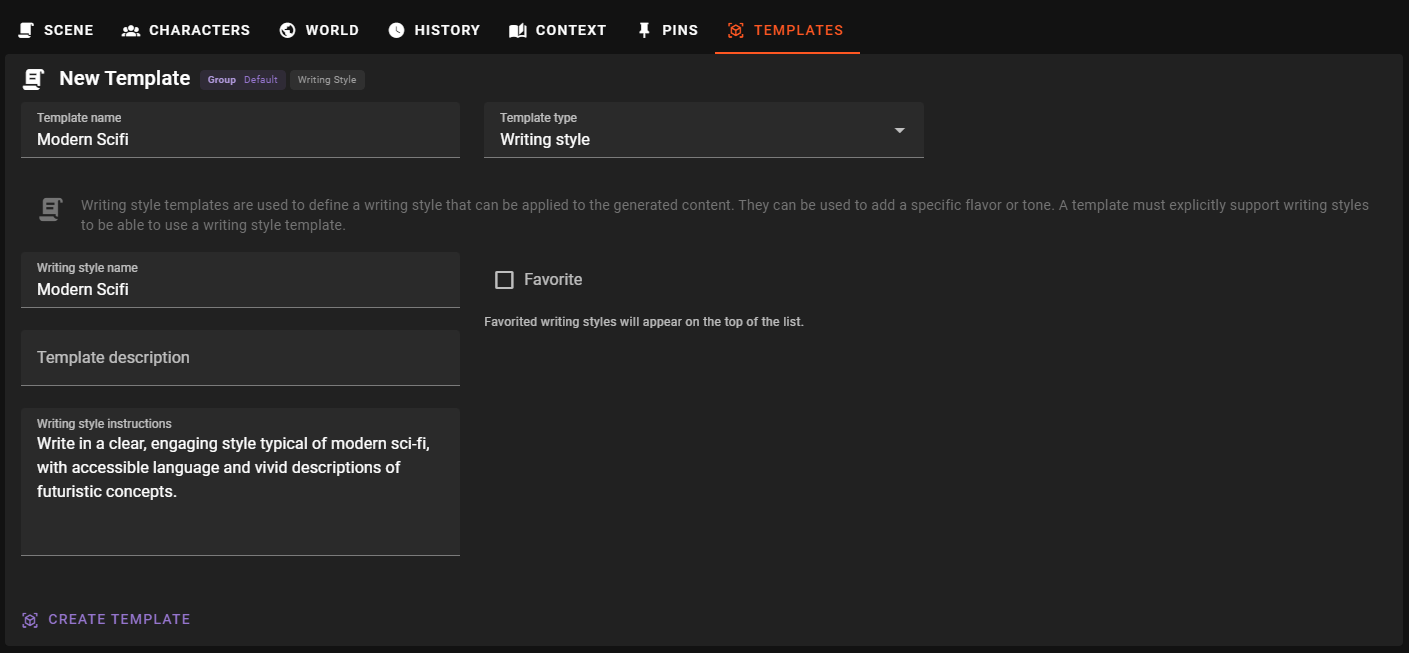 SCENE CHARACTERS WORLD HISTORY CONTEXT PINS TEMPLATES
New Template Group Default Writing Style
Template name
Modern Scifi
Template type
Writing style
Writing style templates are used to define a writing style that can be applied to the generated content. They can be used to add a specific flavor or tone. A template must explicitly support writing styles
to be able to use a writing style template.
Writing style name
Modern Scifi
Favorite
Favorited writing styles will appear on the top of the list.
Template description
Writing style instructions
Write in a clear, engaging style typical of modern sci-fi,
with accessible language and vivid descriptions of
futuristic concepts.
CREATE TEMPLATE